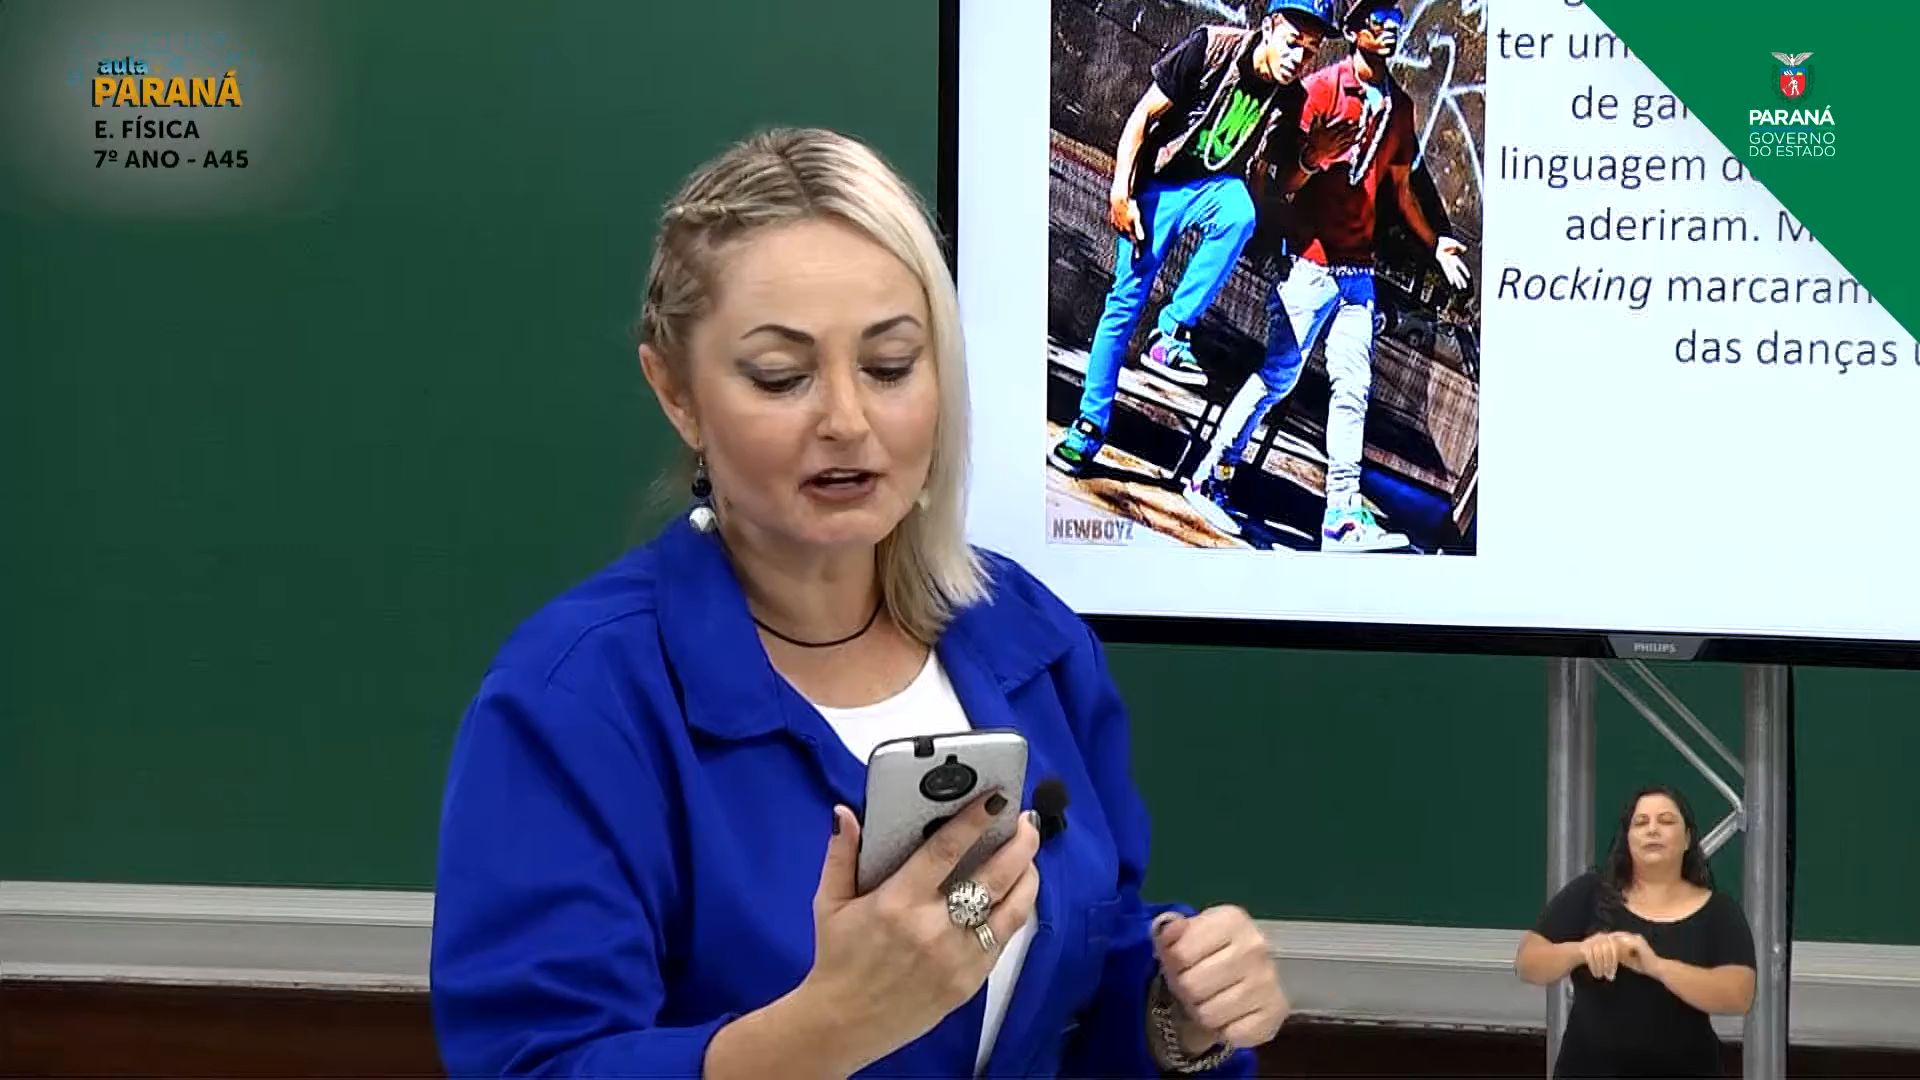 aula
PARANÁ
E. FÍSICA
7º ANO - A45
ter um
de
linguagem
aderiram.
Rocking marcaram
das danças
NEWBOYZ
PHILIPS
PARANÁ
GOVERNO
DO ESTADO